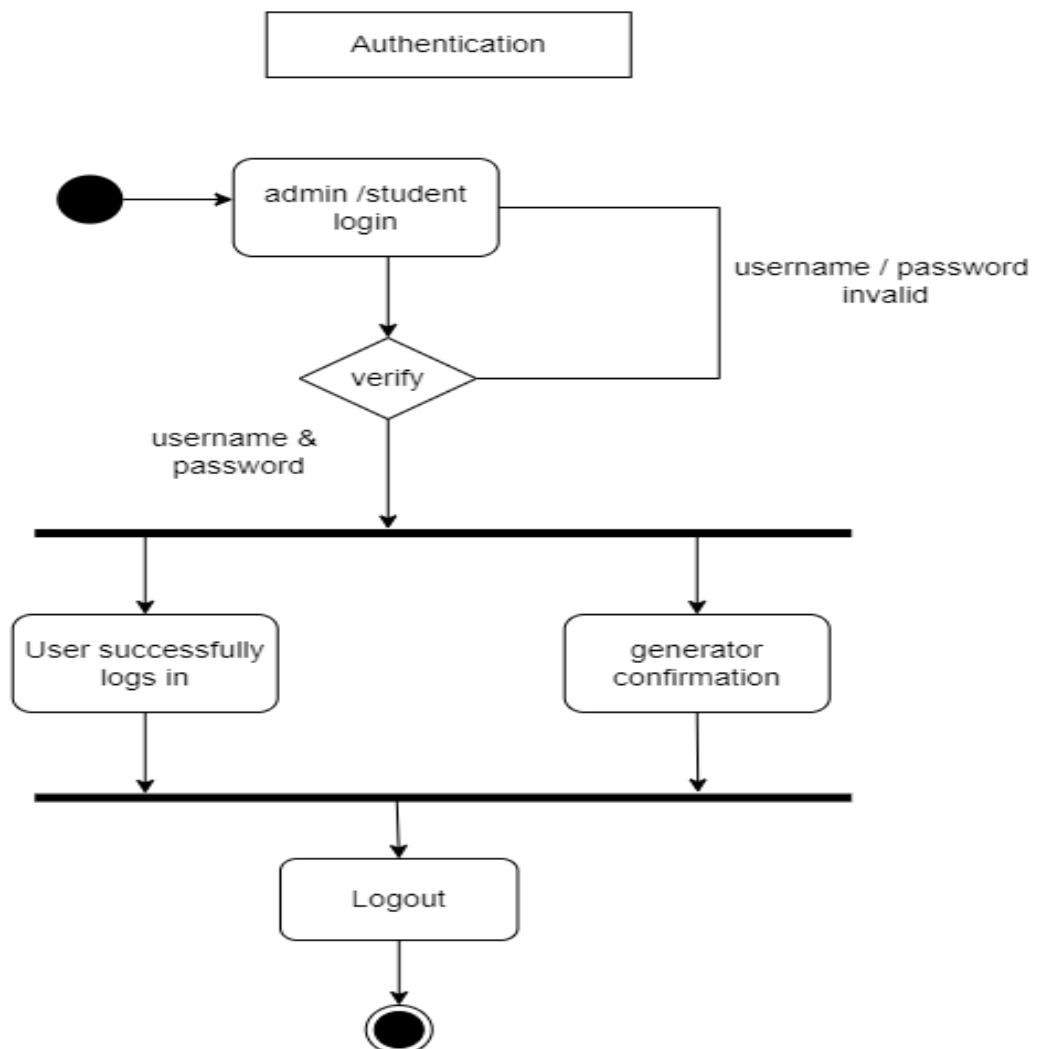 Authentication
admin /student
login
username / password
invalid
verify
username &
password
User successfully
logs in
generator
confirmation
Logout